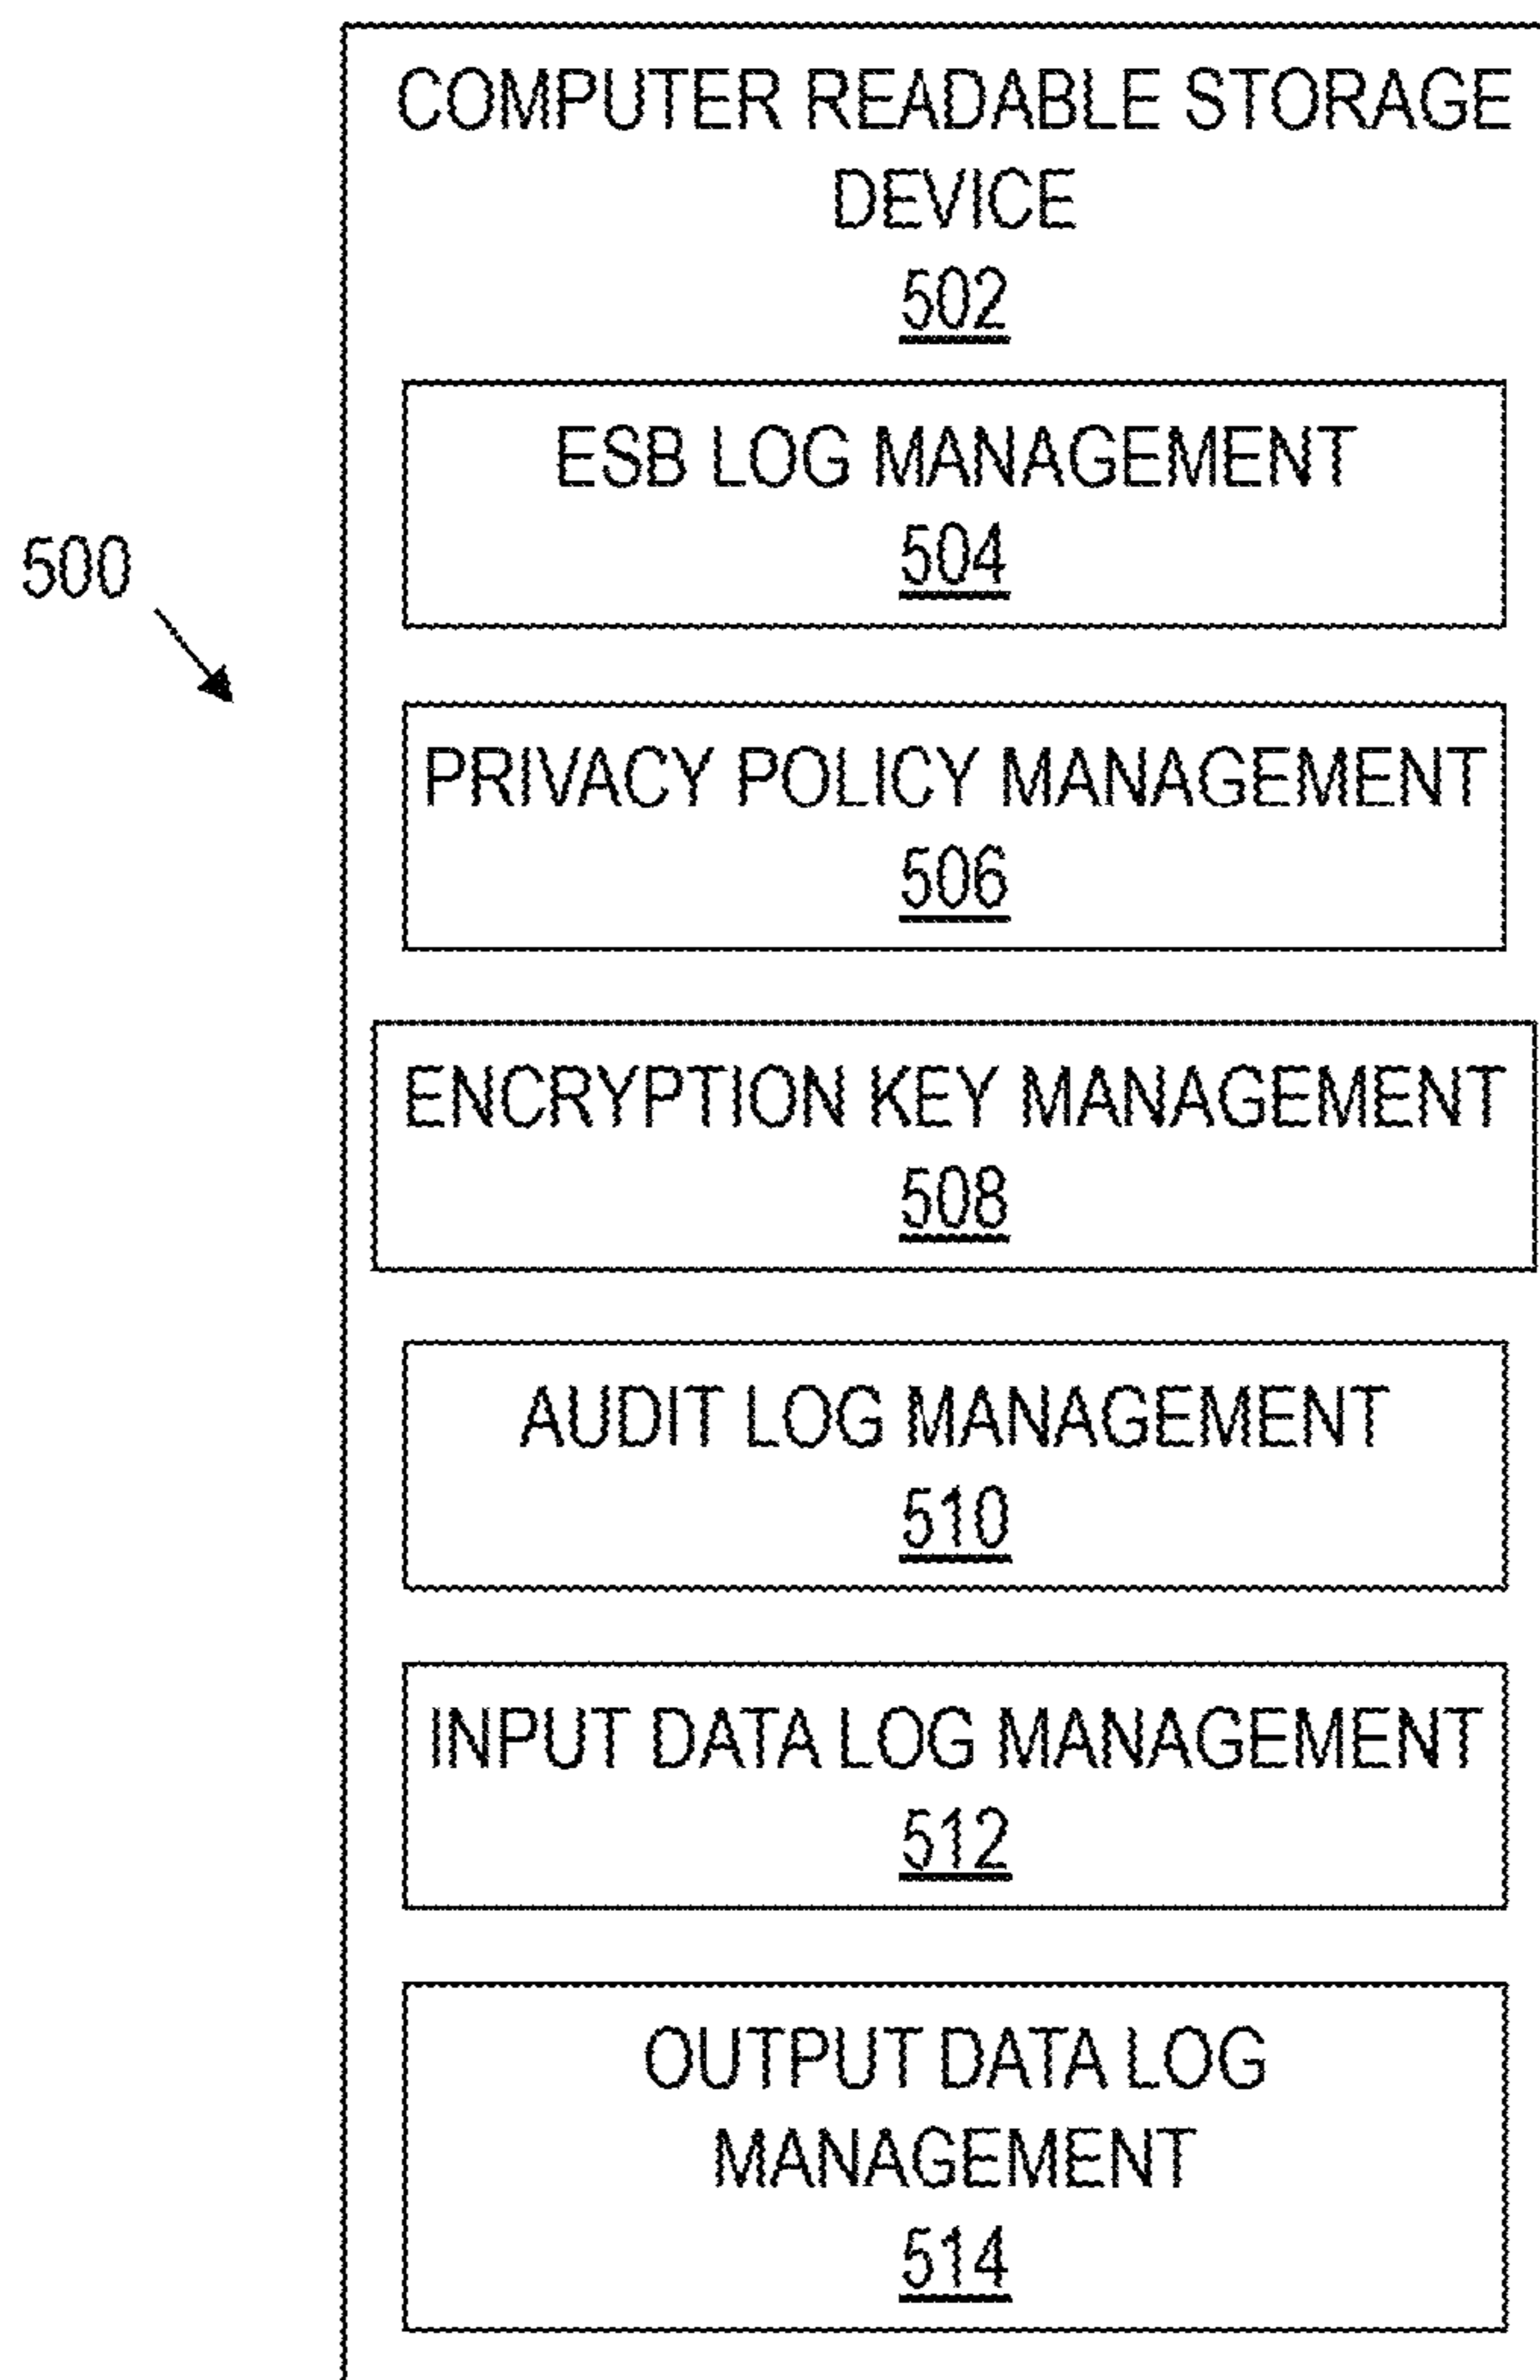 COMPUTER READABLE STORAGE
DEVICE
502
ESB LOG MANAGEMENT
504
500
PRIVACY POLICY MANAGEMENT
506
ENCRYPTION KEY MANAGEMENT
508
AUDIT LOG MANAGEMENT
510
INPUT DATA LOG MANAGEMENT
512
OUTPUT DATA LOG
MANAGEMENT
514